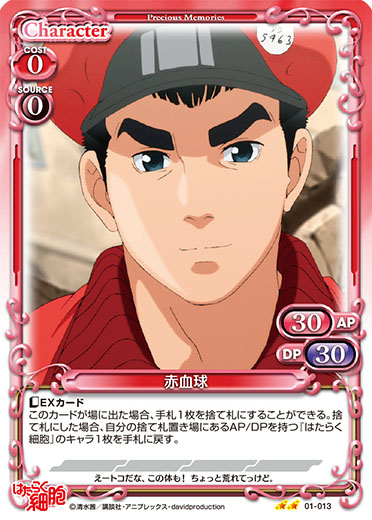 Precious Memories
Character
COST
0
SOURCE
0
5963
30 AP
DP 30
赤血球
EXカード
このカードが場に出た場合、手札1枚を捨て札にすることができる。捨
て札にした場合、自分の捨て札置き場にあるAP/DPを持つ『はたらく
細胞』のキャラ1枚を手札に戻す。
えートコだな、この体も! ちょっと荒れてっけど。
はたらく
細胞
©清水茜/講談社・アニプレックス・davidproduction
01-013